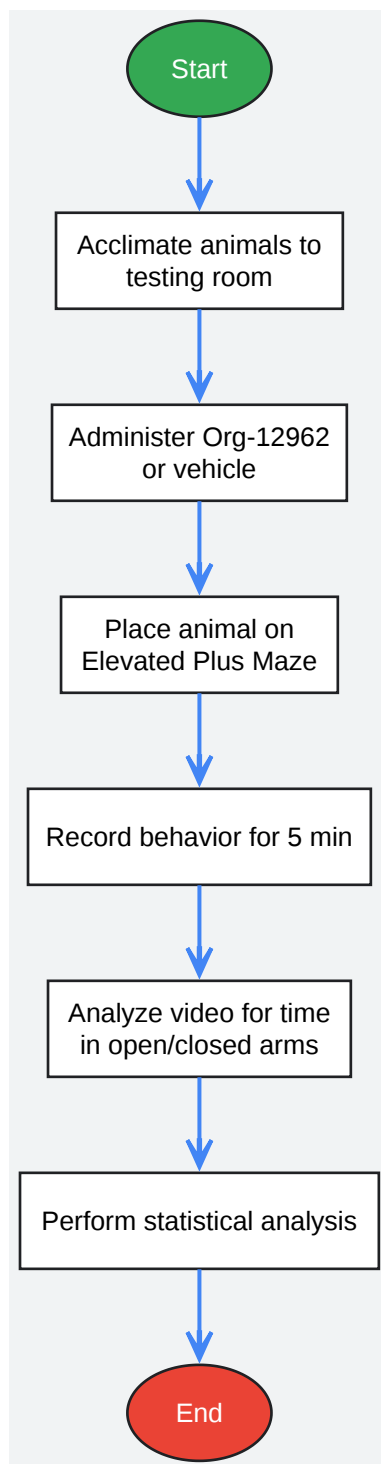 Start
Acclimate animals to
testing room
Administer Org-12962
or vehicle
Place animal on
Elevated Plus Maze
Record behavior for 5 min
Analyze video for time
in open/closed arms
Perform statistical analysis
End